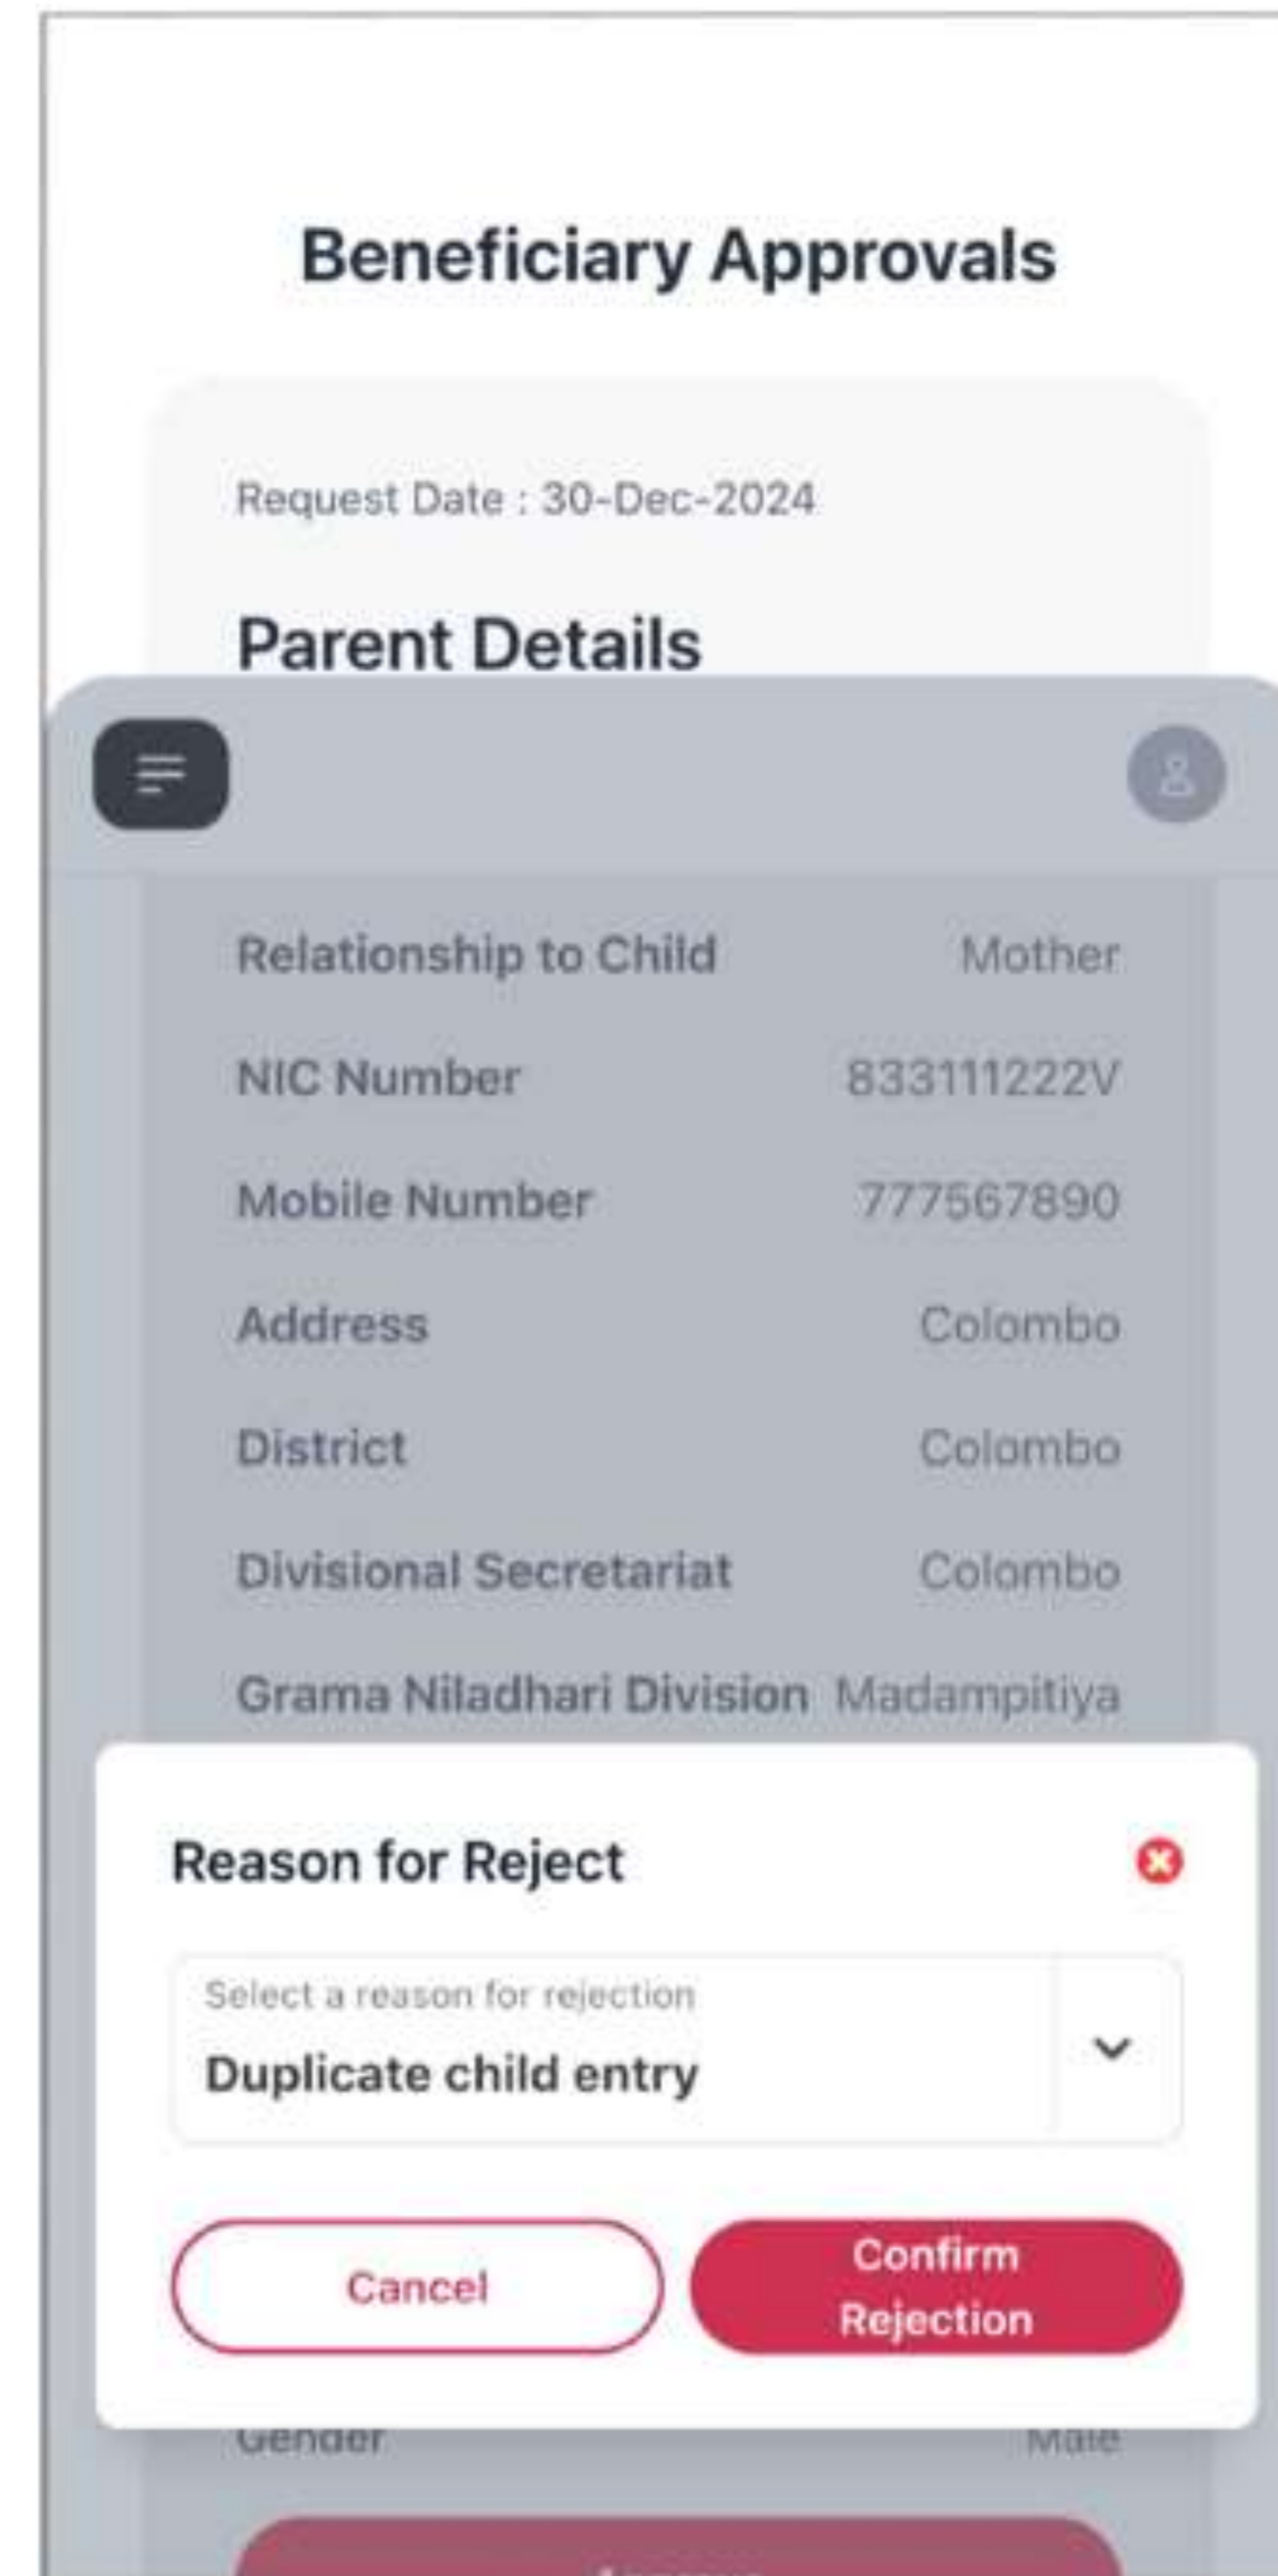 Beneficiary Approvals
Request Date : 30-Dec-2024
Parent Details
Relationship to Child Mother
NIC Number 833111222V
Mobile Number 777567890
Address Colombo
District Colombo
Divisional Secretariat Colombo
Grama Niladhari Division Madampitiya
Reason for Reject
Select a reason for rejection
Duplicate child entry
Cancel
Confirm
Rejection
Gender Male